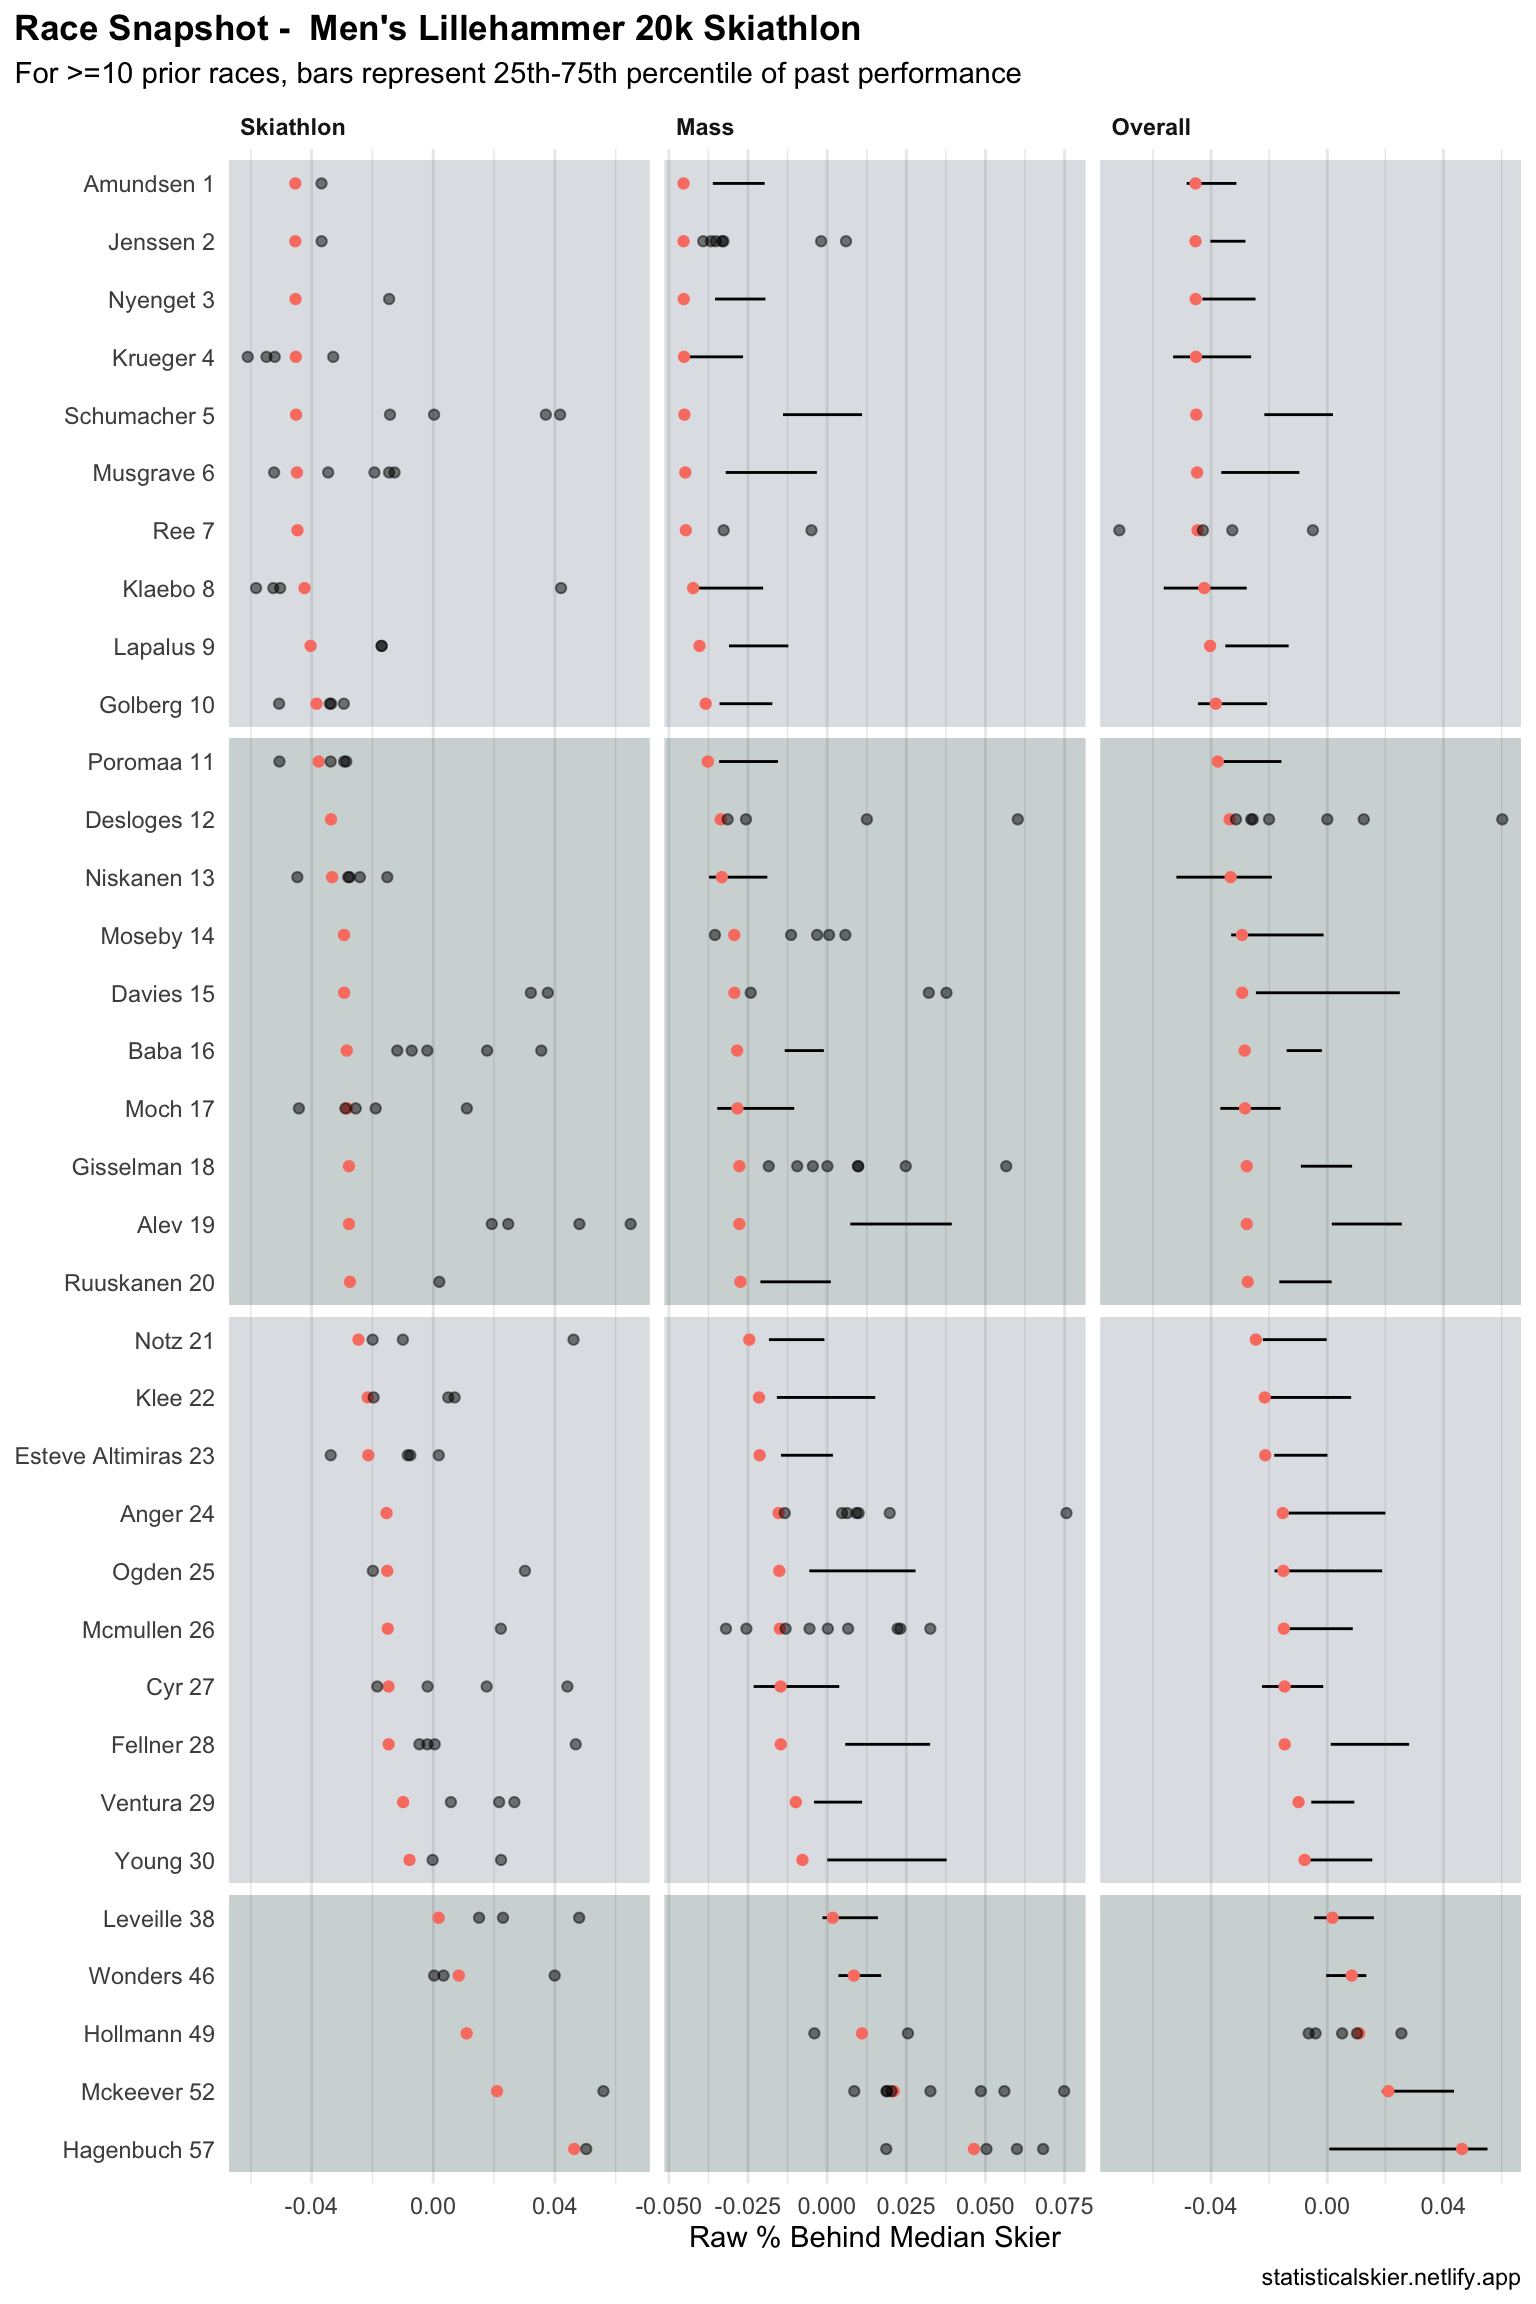 Race Snapshot -  Men's Lillehammer 20k Skiathlon
For >=10 prior races, bars represent 25th-75th percentile of past performance
Skiathlon Mass Overall
Amundsen 1
Jenssen 2
Nyenget 3
Krueger 4
Schumacher 5
Musgrave 6
Ree 7
Klaebo 8
Lapalus 9
Golberg 10
Poromaa 11
Desloges 12
Niskanen 13
Moseby 14
Davies 15
Baba 16
Moch 17
Gisselman 18
Alev 19
Ruuskanen 20
Notz 21
Klee 22
Esteve Altimiras 23
Anger 24
Ogden 25
Mcmullen 26
Cyr 27
Fellner 28
Ventura 29
Young 30
Leveille 38
Wonders 46
Hollmann 49
Mckeever 52
Hagenbuch 57
-0.04 0.00 0.04 -0.050 -0.025 0.000 0.025 0.050 0.075 -0.04 0.00 0.04
Raw % Behind Median Skier
statisticalskier.netlify.app